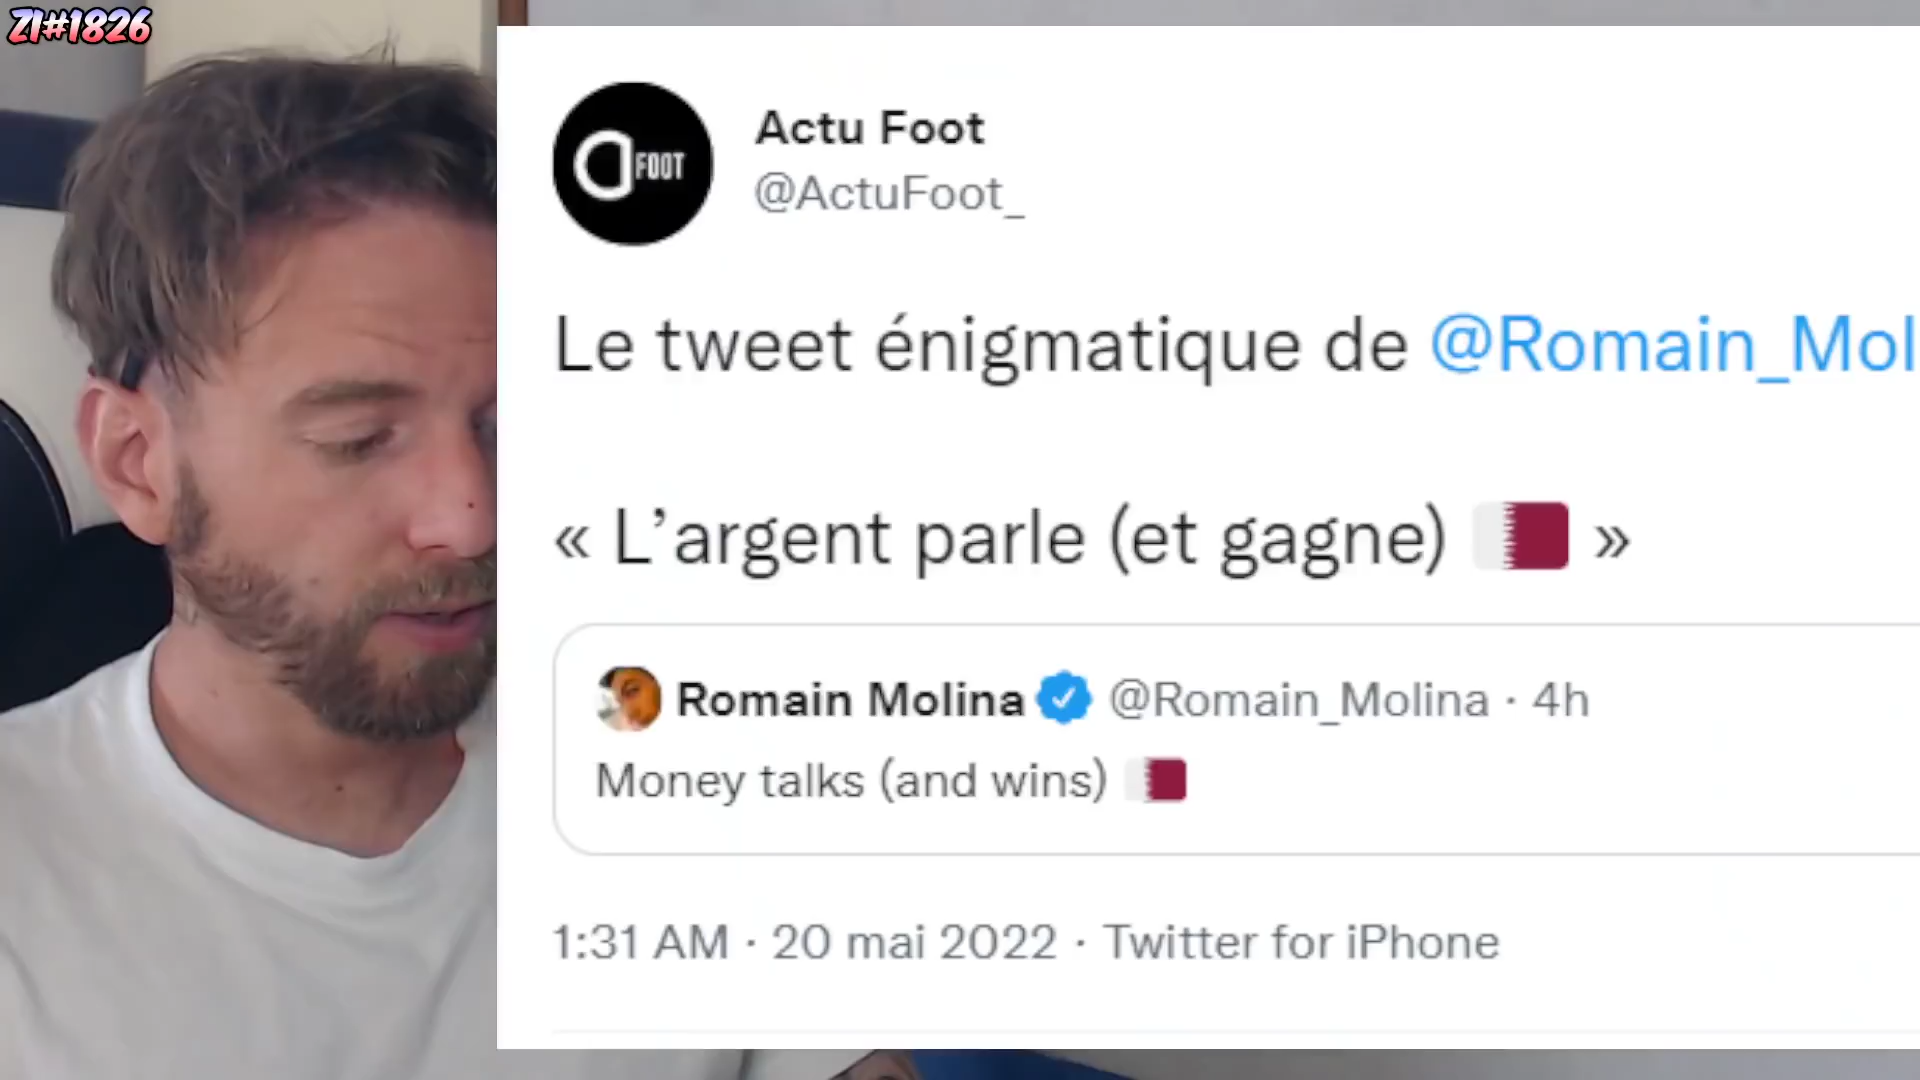 ZI#1826
FOOT
Actu Foot
@ActuFoot_
Le tweet énigmatique de @Romain_Mol
« L’argent parle (et gagne) 🇶🇦 »
Romain Molina @Romain_Molina · 4h
Money talks (and wins) 🇶🇦
1:31 AM · 20 mai 2022 · Twitter for iPhone